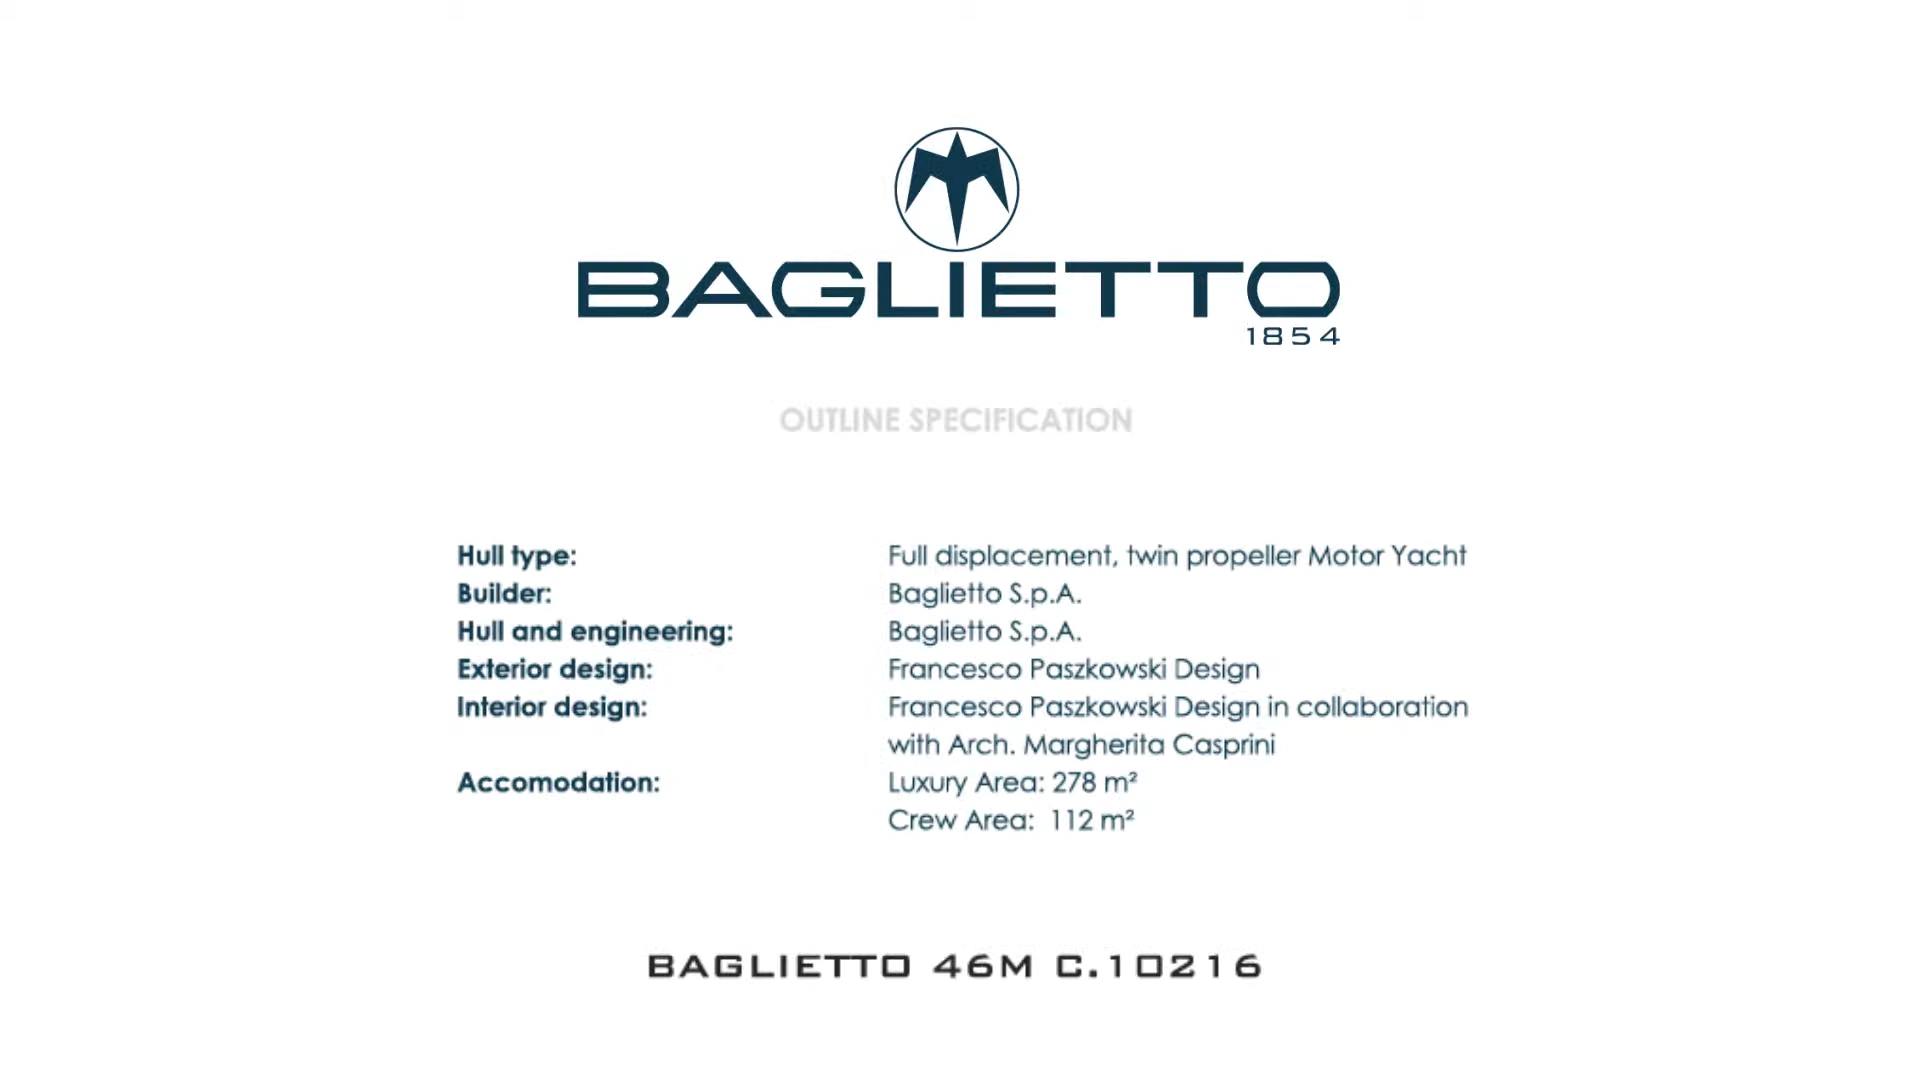 BAGLIETTO
1854
OUTLINE SPECIFICATION
Hull type: Full displacement, twin propeller Motor Yacht
Builder: Baglietto S.p.A.
Hull and engineering: Baglietto S.p.A.
Exterior design: Francesco Paszkowski Design
Interior design: Francesco Paszkowski Design in collaboration
with Arch. Margherita Casprini
Accomodation: Luxury Area: 278 m²
Crew Area: 112 m²
BAGLIETTO 46M C.10216